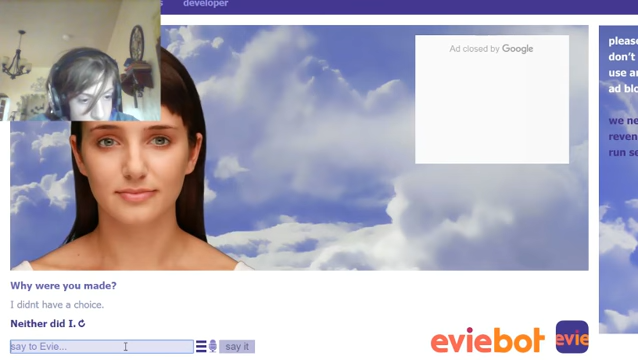 developer
Ad closed by Google
please
don't
use a
ad blo
we ne
reven
run se
Why were you made?
I didnt have a choice.
Neither did I.
say to Evie...
say it
eviebot
evie